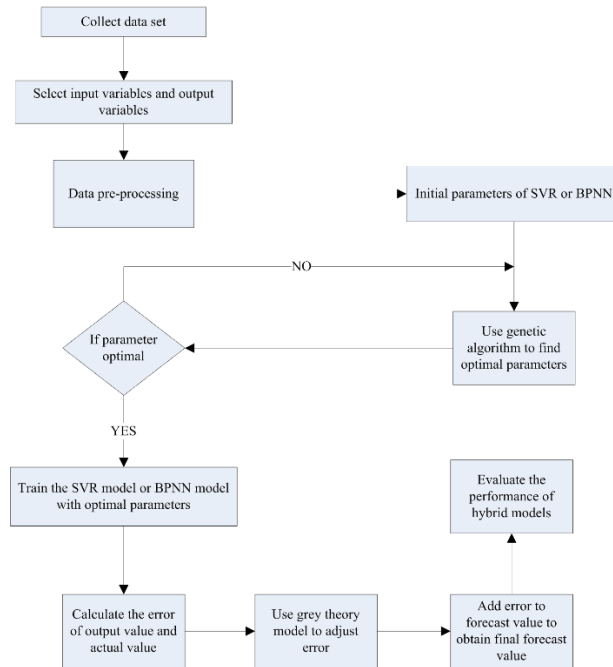 Collect data set
Select input variables and output
variables
Data pre-processing
Initial parameters of SVR or BPNN
NO
If parameter
optimal
Use genetic
algorithm to find
optimal parameters
YES
Train the SVR model or BPNN model
with optimal parameters
Evaluate the
performance of
hybrid models
Calculate the error
of output value and
actual value
Use grey theory
model to adjust
error
Add error to
forecast value to
obtain final forecast
value